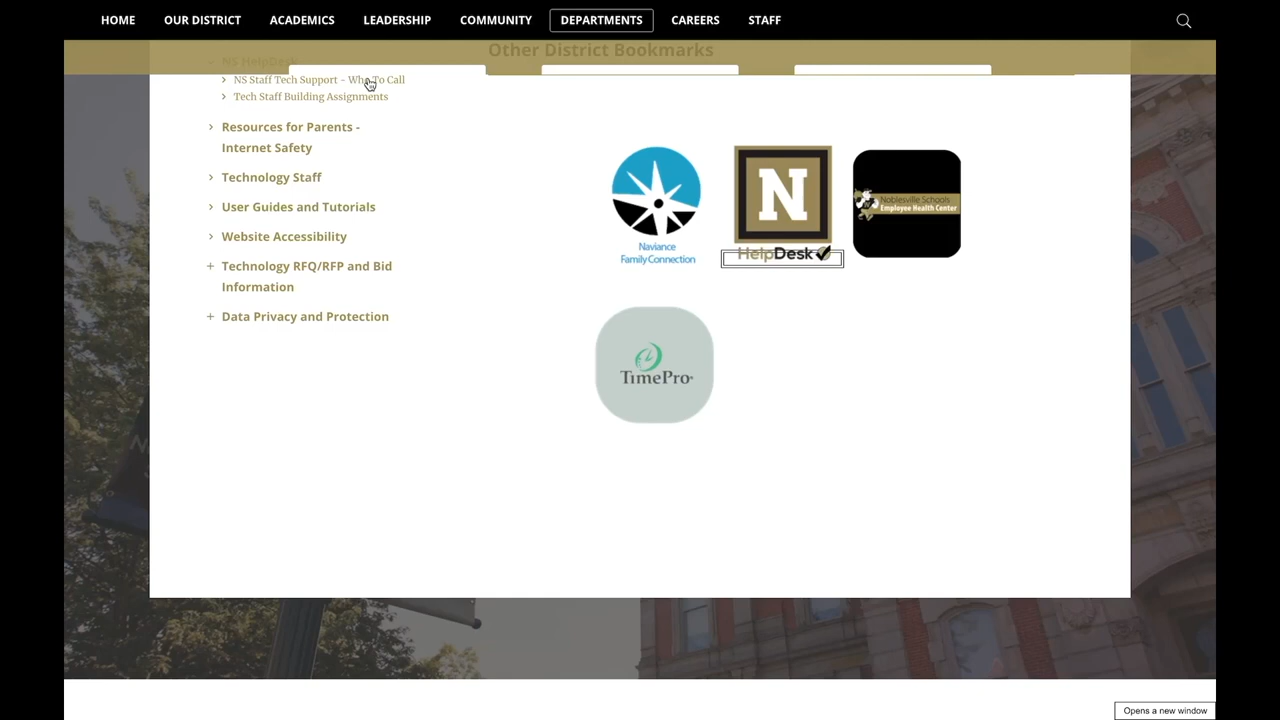 HOME OUR DISTRICT ACADEMICS LEADERSHIP COMMUNITY DEPARTMENTS CAREERS STAFF
Other District Bookmarks
NS HelpDesk
NS Staff Tech Support - Who To Call
Tech Staff Building Assignments
Resources for Parents -
Internet Safety
Technology Staff
User Guides and Tutorials
Website Accessibility
Technology RFQ/RFP and Bid
Information
Data Privacy and Protection
Naviance
Family Connection
N
HelpDesk
Noblesville Schools
Employee Health Center
TimePro
Opens a new window